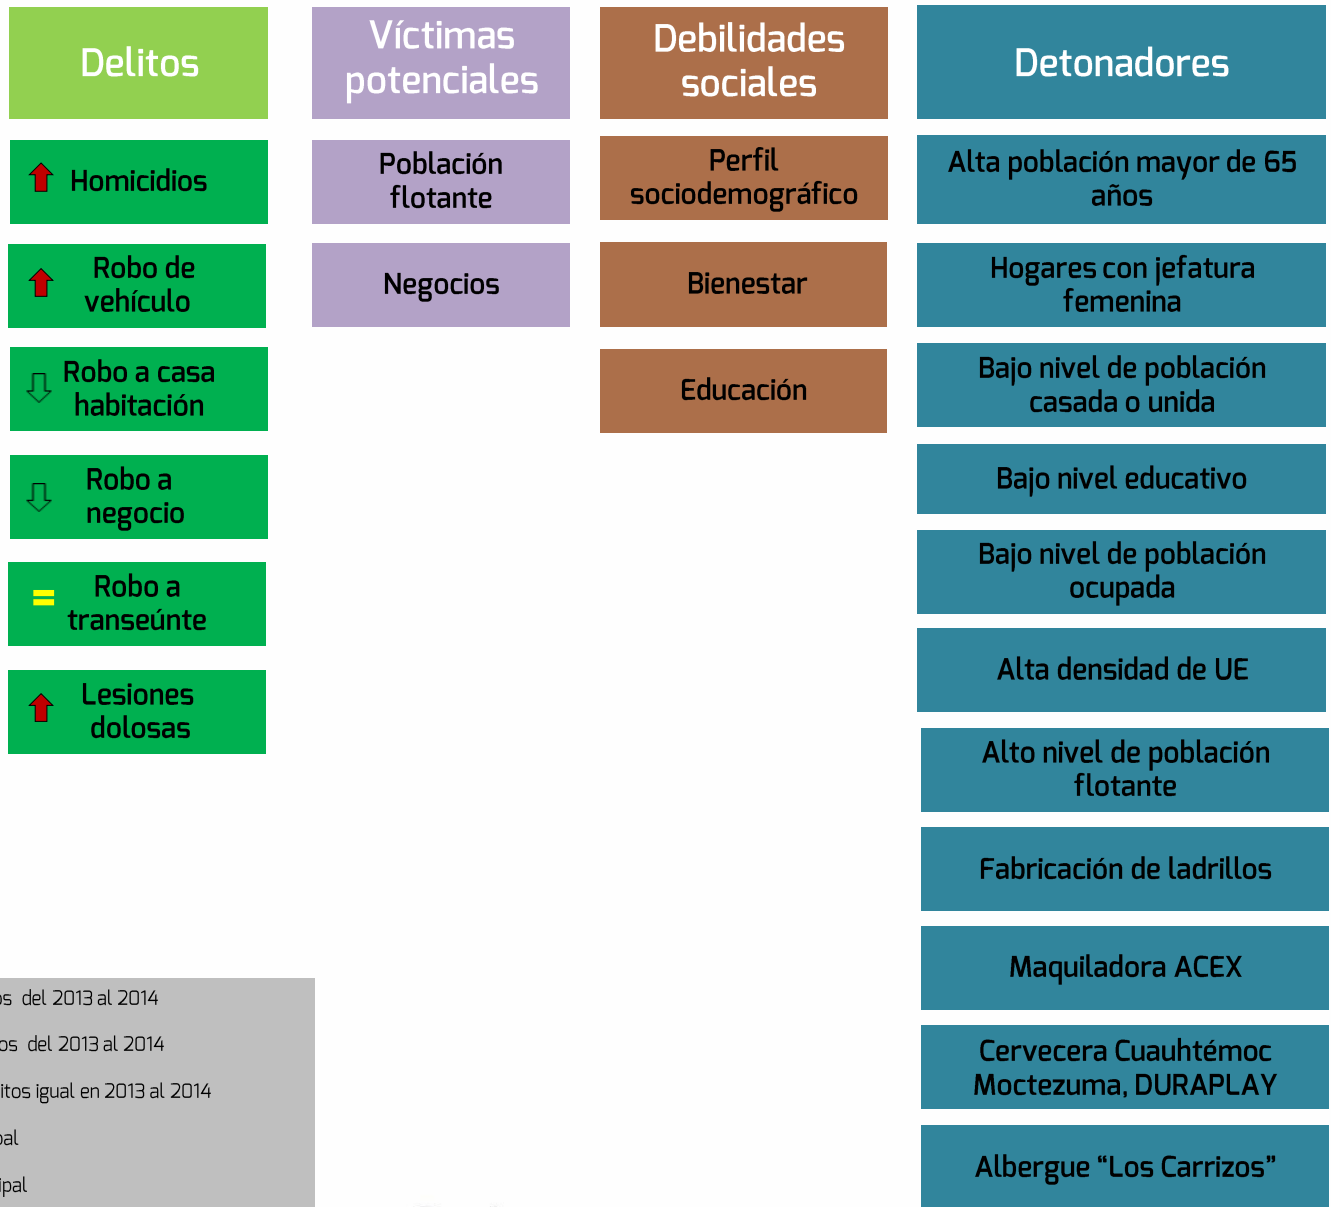 Delitos
Homicidios
Robo de
vehículo
Robo a casa
habitación
Robo a
negocio
=
Robo a
transeúnte
Lesiones
dolosas
Víctimas
potenciales
Población
flotante
Negocios
Debilidades
sociales
Perfil
sociodemográfico
Bienestar
Educación
Detonadores
Alta población mayor de 65
años
Hogares con jefatura
femenina
Bajo nivel de población
casada o unida
Bajo nivel educativo
Bajo nivel de población
ocupada
Alta densidad de UE
Alto nivel de población
flotante
Fabricación de ladrillos
Maquiladora ACEX
Cervecera Cuauhtémoc
Moctezuma, DURAPLAY
Albergue “Los Carrizos”
del 2013 al 2014
del 2013 al 2014
igual en 2013 al 2014